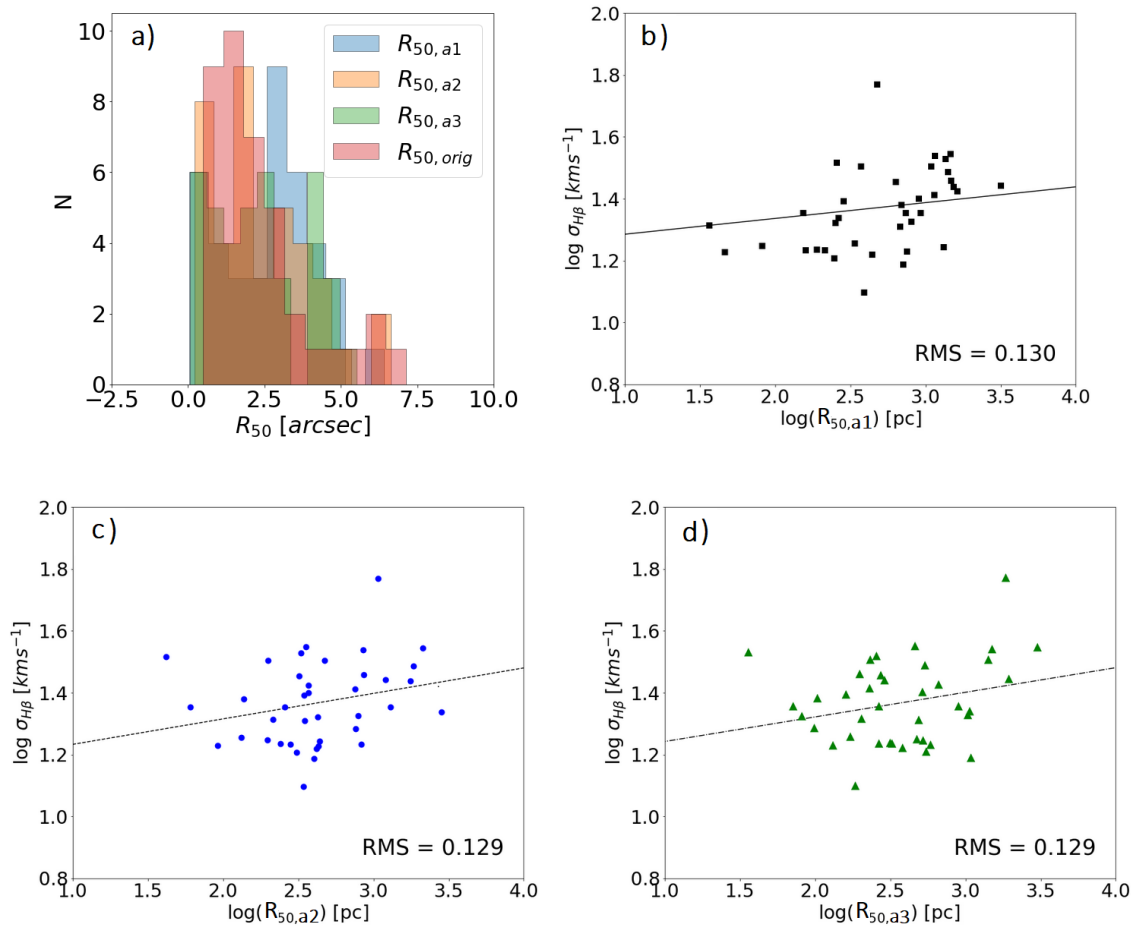 a)
10
8
6
4
2
0
N
R50,a1
R50,a2
R50,a3
R50,orig
−2.5 0.0 2.5 5.0 7.5 10.0
R50 [arcsec]
b)
2.0
1.8
1.6
1.4
1.2
1.0
0.8
log σHβ [kms−1]
RMS = 0.130
1.0 1.5 2.0 2.5 3.0 3.5 4.0
log(R50,a1) [pc]
c)
2.0
1.8
1.6
1.4
1.2
1.0
0.8
log σHβ [kms−1]
RMS = 0.129
1.0 1.5 2.0 2.5 3.0 3.5 4.0
log(R50,a2) [pc]
d)
2.0
1.8
1.6
1.4
1.2
1.0
0.8
log σHβ [kms−1]
RMS = 0.129
1.0 1.5 2.0 2.5 3.0 3.5 4.0
log(R50,a3) [pc]